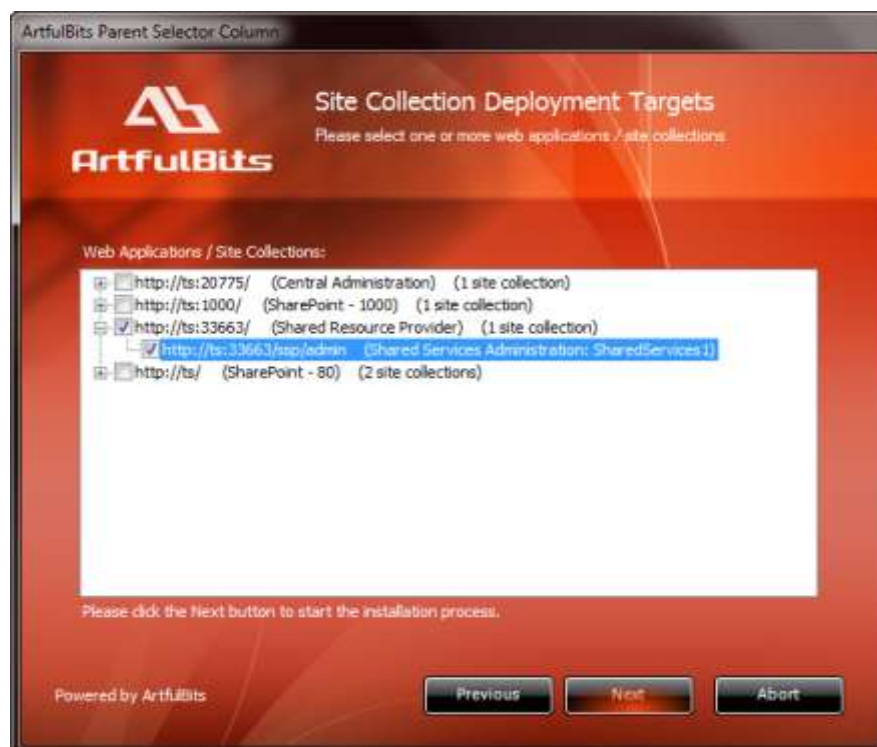 ArtfulBits Parent Selector Column
ArtfulBits
Site Collection Deployment Targets
Please select one or more web applications / site collections
Web Applications / Site Collections:
http://ts:20775/ (Central Administration) (1 site collection)
http://ts:1000/ (SharePoint - 1000) (1 site collection)
http://ts:33663/ (Shared Resource Provider) (1 site collection)
http://ts:33663/ssp/admin (Shared Services Administration: SharedServices1)
http://ts/ (SharePoint - 80) (2 site collections)
Please click the Next button to start the installation process.
Powered by ArtfulBits
Previous
Next
Abort